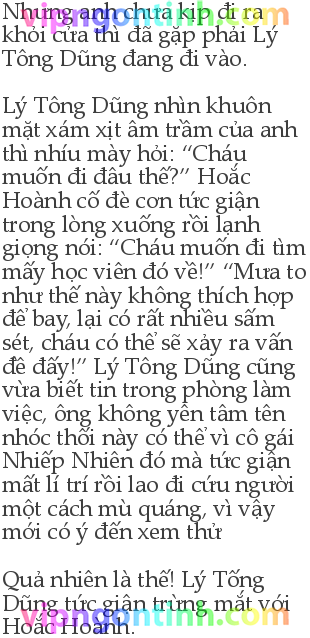 vipngontinh.com
Nhưng anh chưa kịp đi ra
khỏi cửa thì đã gặp phải Lý
Tông Dũng đang đi vào.
Lý Tông Dũng nhìn khuôn
mặt xám xịt âm trầm của anh
thì nhíu mày hỏi: “Cháu
muốn đi đâu thế?” Hoắc
Hoành cố đè cơn tức giận
trong lòng xuống rồi lạnh
giọng nói: “Cháu muốn đi tìm
mấy học viên đó về!” “Mưa to
như thế này không thích hợp
để bay, lại có rất nhiều sấm
sét, cháu có thể sẽ xảy ra vấn
đề đấy!” Lý Tông Dũng cũng
vừa biết tin trong phòng làm
việc, ông không yên tâm tên
nhóc thối này có thể vì cô gái
Nhiếp Nhiên đó mà tức giận
mất lí trí rồi lao đi cứu người
một cách mù quáng, vì vậy
mới có ý đến xem thử
Quả nhiên là thế! Lý Tống
Dũng tức giận trừng mắt với
Hoắc Hoành.
vipngontinh.com